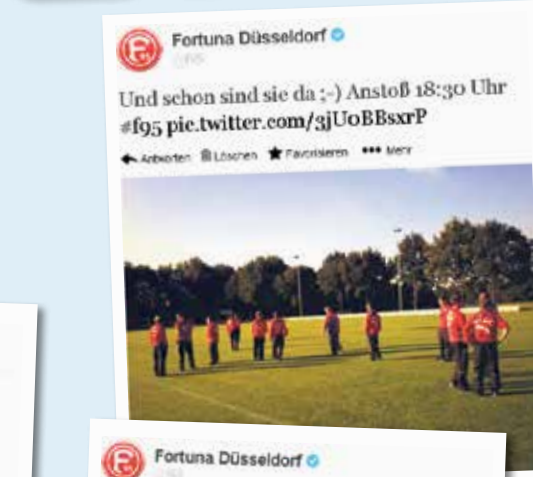 Fortuna Düsseldorf
Und schon sind sie da ;-) Anstoß 18:30 Uhr
#f95 pic.twitter.com/3jUoBBsxrP
Antworten Löschen Favorisieren Mehr
Fortuna Düsseldorf